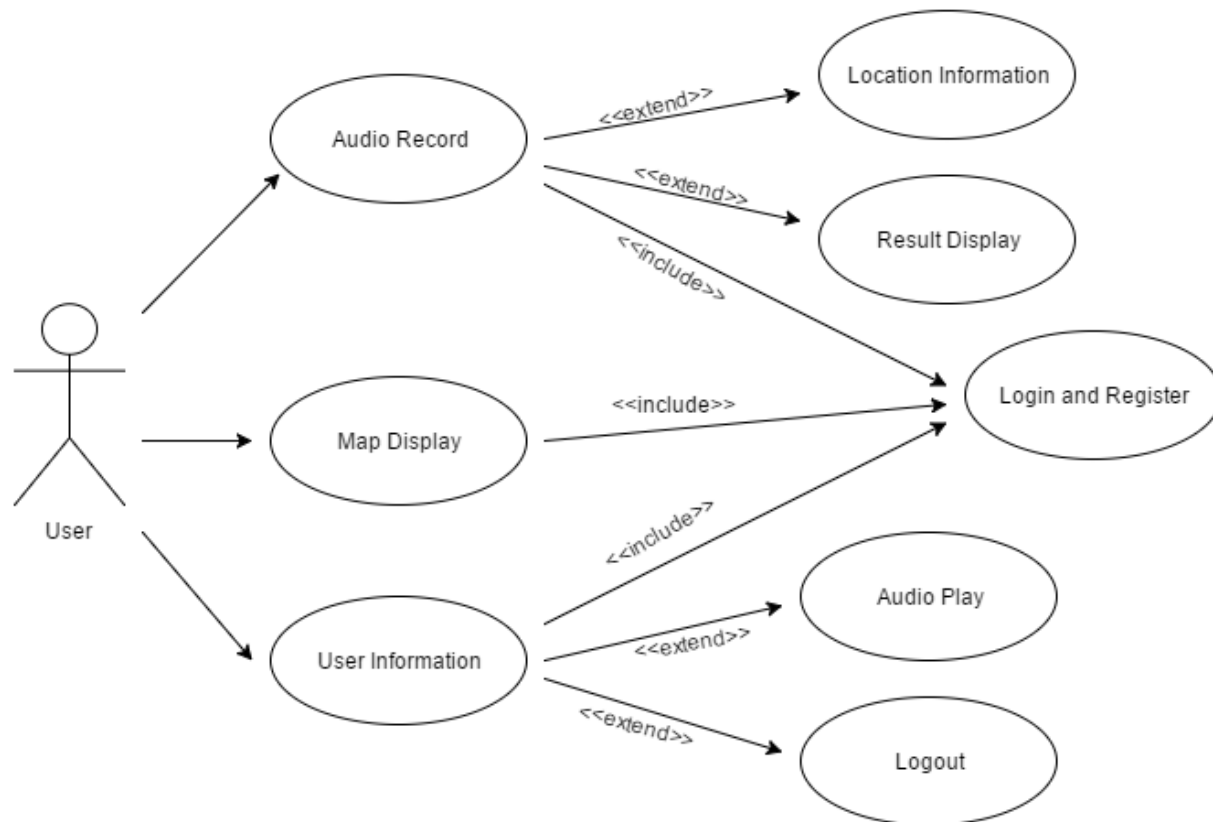 Location Information
<<extend>>
Audio Record
<<extend>>
Result Display
<<include>>
Login and Register
<<include>>
Map Display
User
<<include>>
Audio Play
<<extend>>
User Information
<<extend>>
Logout